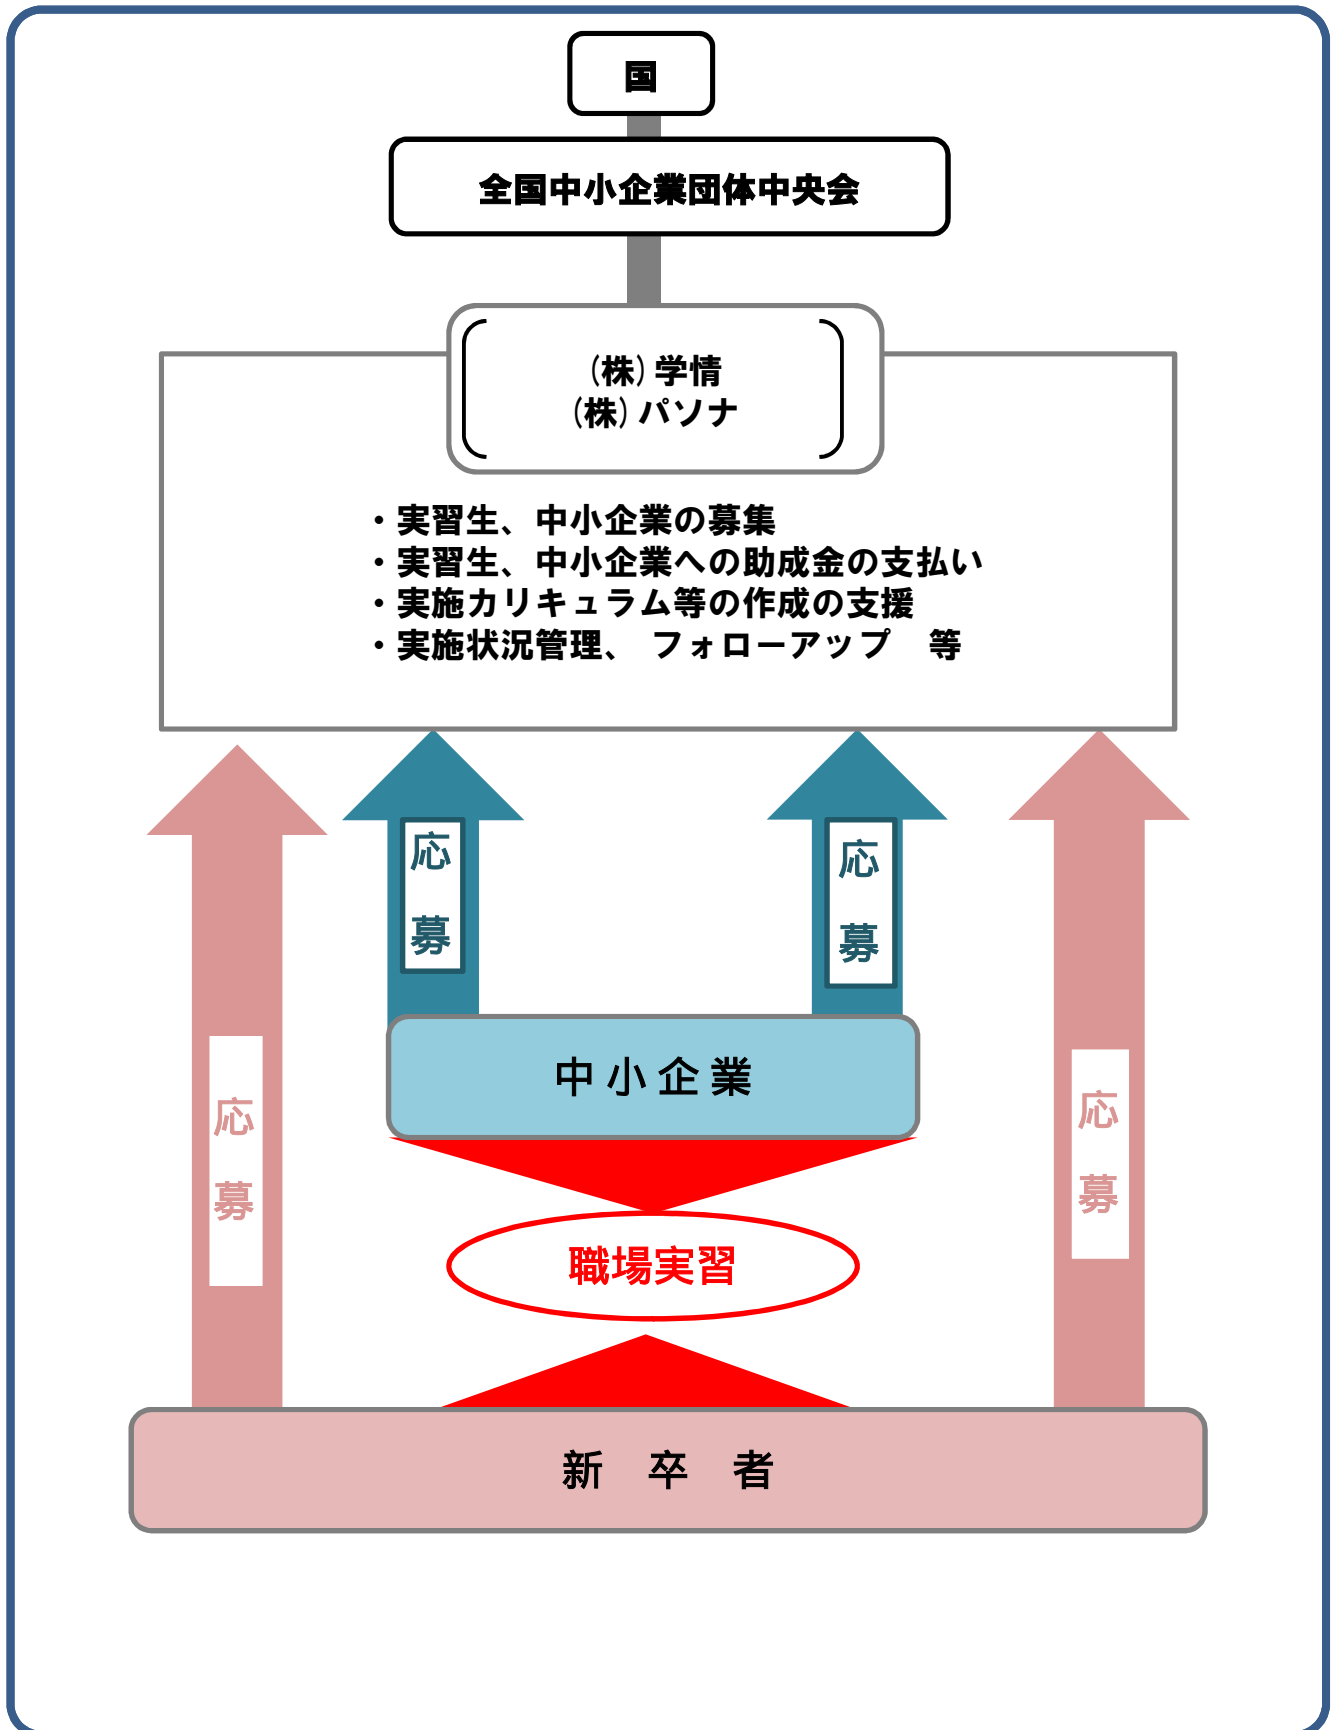 国
全国中小企業団体中央会
(株)学情
(株)パソナ
・実習生、中小企業の募集
・実習生、中小企業への助成金の支払い
・実施カリキュラム等の作成の支援
・実施状況管理、 フォローアップ　等
応
募
応
募
中小企業
応
募
応
募
職場実習
新　卒　者